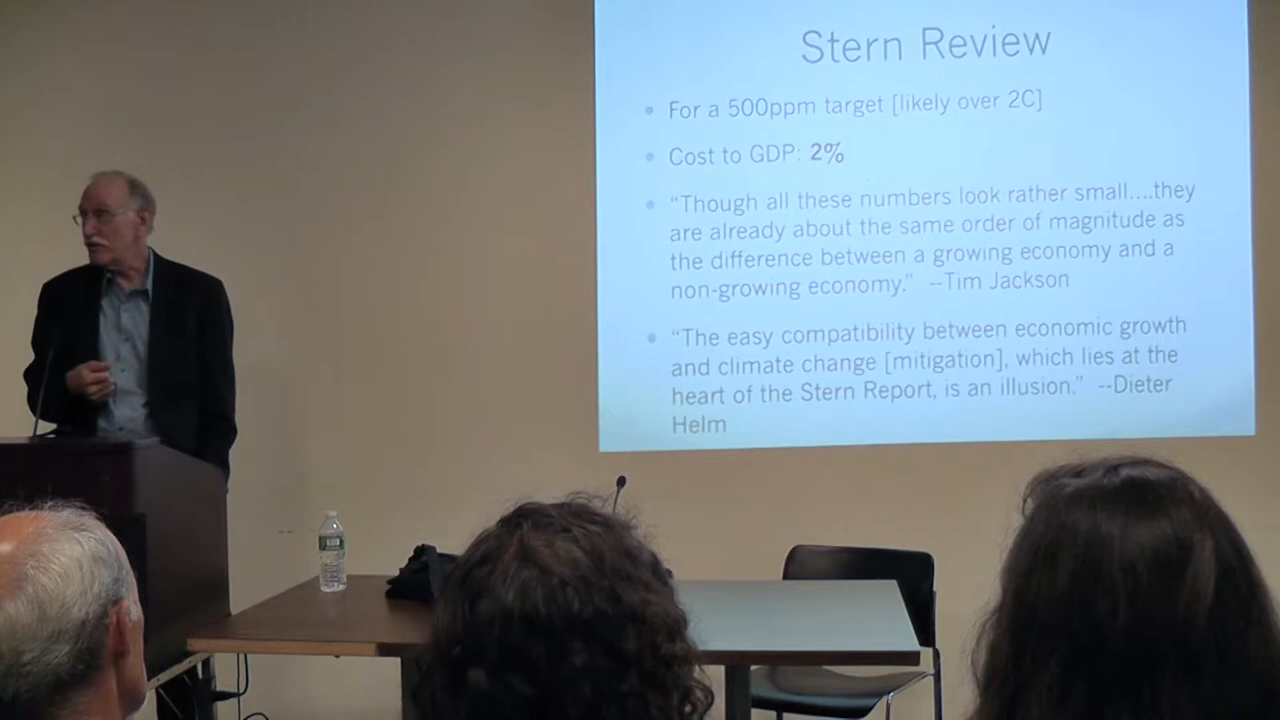 Stern Review
• For a 500ppm target [likely over 2C]
• Cost to GDP: 2%
• “Though all these numbers look rather small....they
are already about the same order of magnitude as
the difference between a growing economy and a
non-growing economy.” --Tim Jackson
• “The easy compatibility between economic growth
and climate change [mitigation], which lies at the
heart of the Stern Report, is an illusion.” --Dieter
Helm